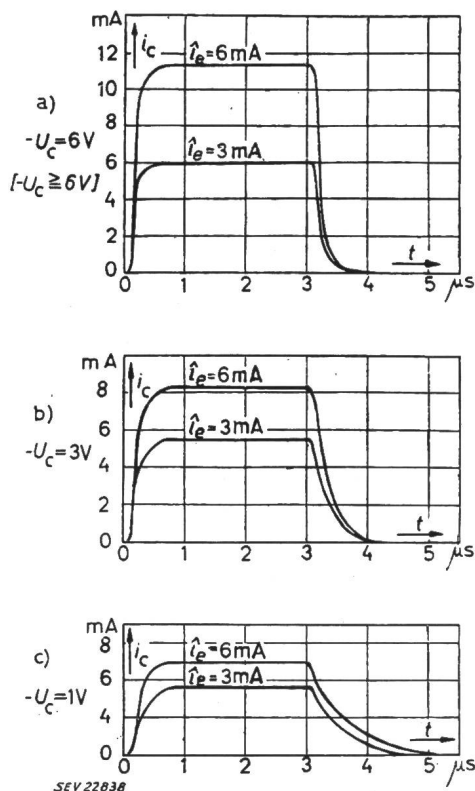 mA
i_c
î_e=6mA
12
10
a)
8
-U_c=6V
î_e=3mA
6
[-U_c≧6V]
4
2
t
0
0 1 2 3 4 5 μs
mA
i_c
î_e=6mA
8
b)
6
î_e=3mA
-U_c=3V
4
2
t
0
0 1 2 3 4 5 μs
mA
i_c
î_e=6mA
8
c)
6
î_e=3mA
-U_c=1V
4
t
0
0 1 2 3 4 5 μs
SEV 22838